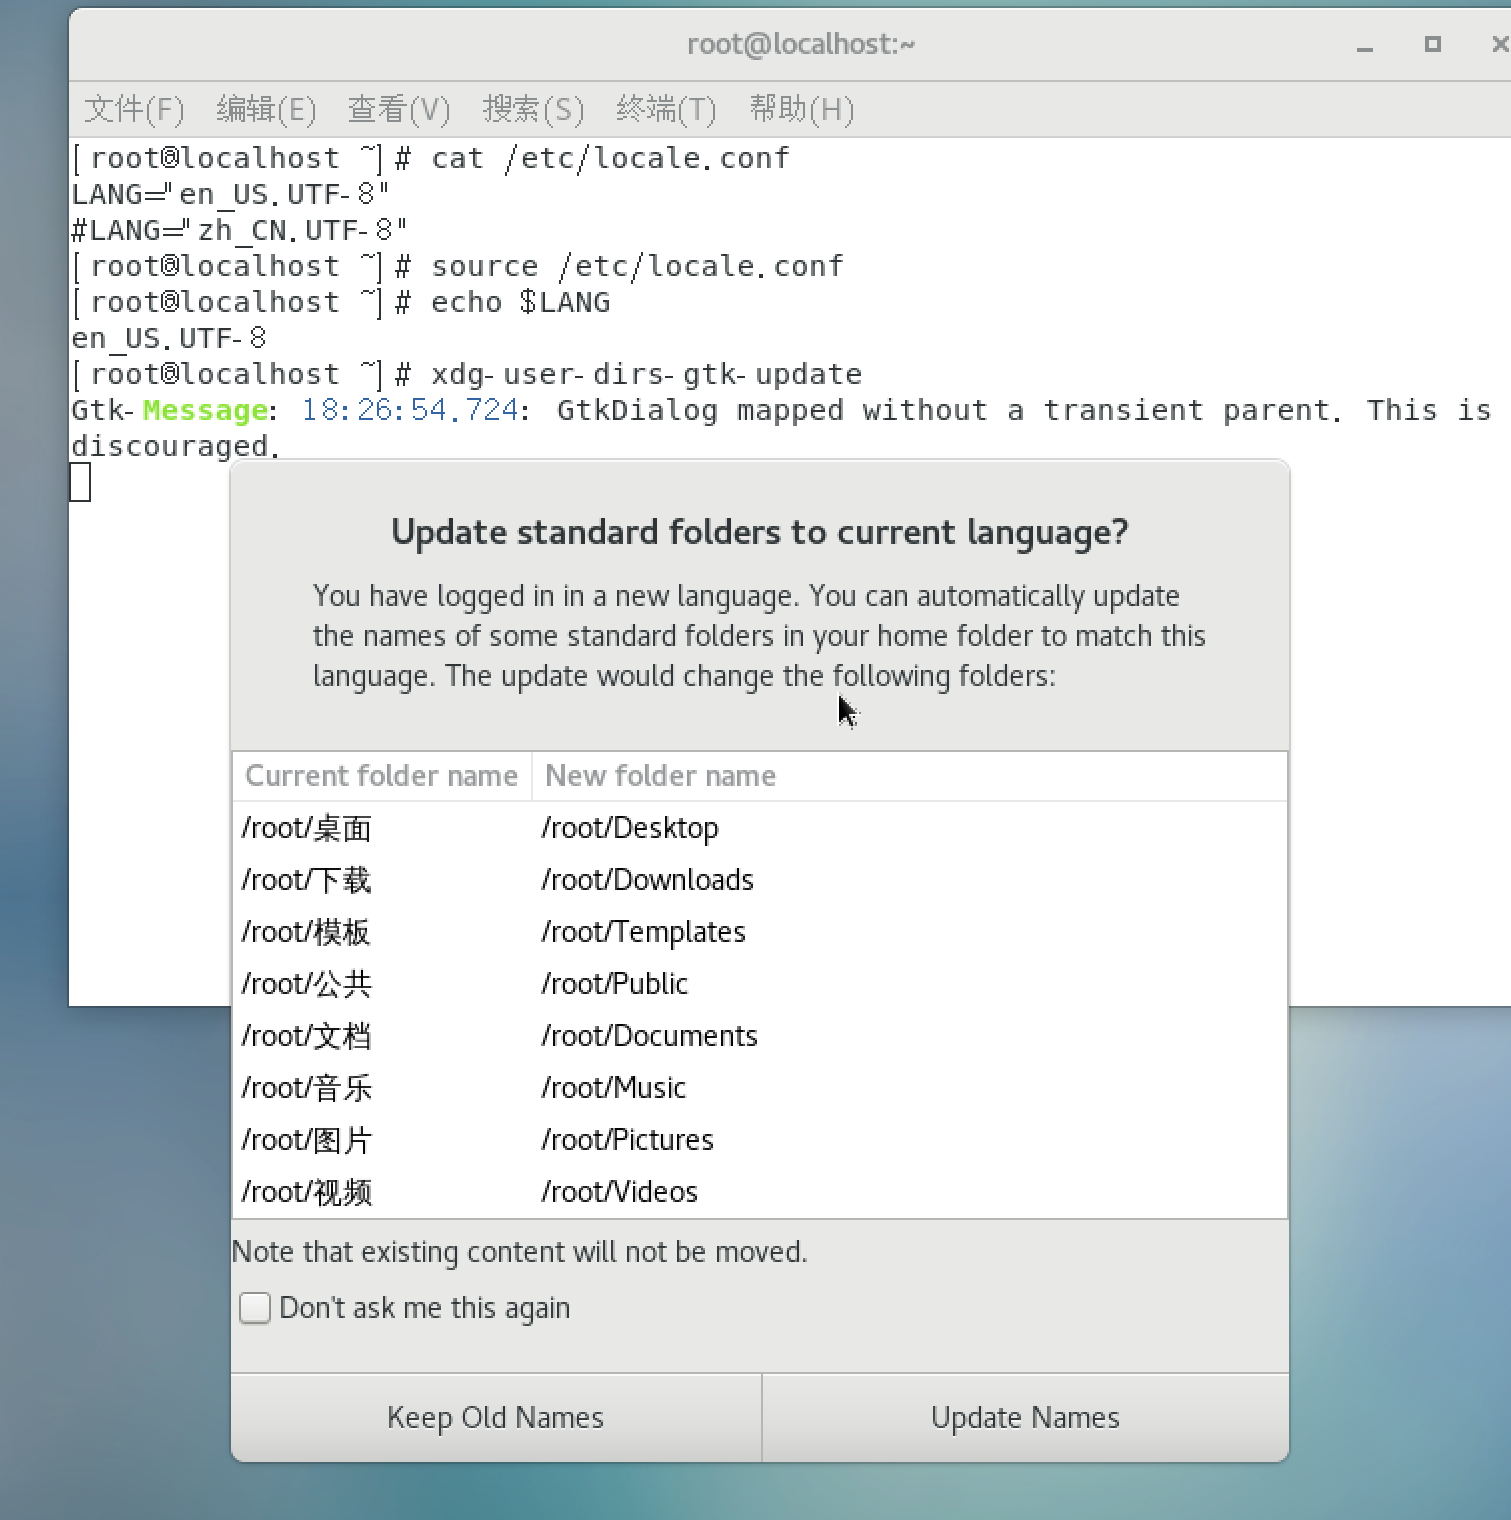 root@localhost:~
文件(F) 编辑(E) 查看(V) 搜索(S) 终端(T) 帮助(H)
[root@localhost ~]# cat /etc/locale.conf
LANG="en_US.UTF-8"
#LANG="zh_CN.UTF-8"
[root@localhost ~]# source /etc/locale.conf
[root@localhost ~]# echo $LANG
en_US.UTF-8
[root@localhost ~]# xdg-user-dirs-gtk-update
Gtk-Message: 18:26:54.724: GtkDialog mapped without a transient parent. This is
discouraged.
Update standard folders to current language?
You have logged in in a new language. You can automatically update
the names of some standard folders in your home folder to match this
language. The update would change the following folders:
Current folder name New folder name
/root/桌面 /root/Desktop
/root/下载 /root/Downloads
/root/模板 /root/Templates
/root/公共 /root/Public
/root/文档 /root/Documents
/root/音乐 /root/Music
/root/图片 /root/Pictures
/root/视频 /root/Videos
Note that existing content will not be moved.
Don't ask me this again
Keep Old Names Update Names